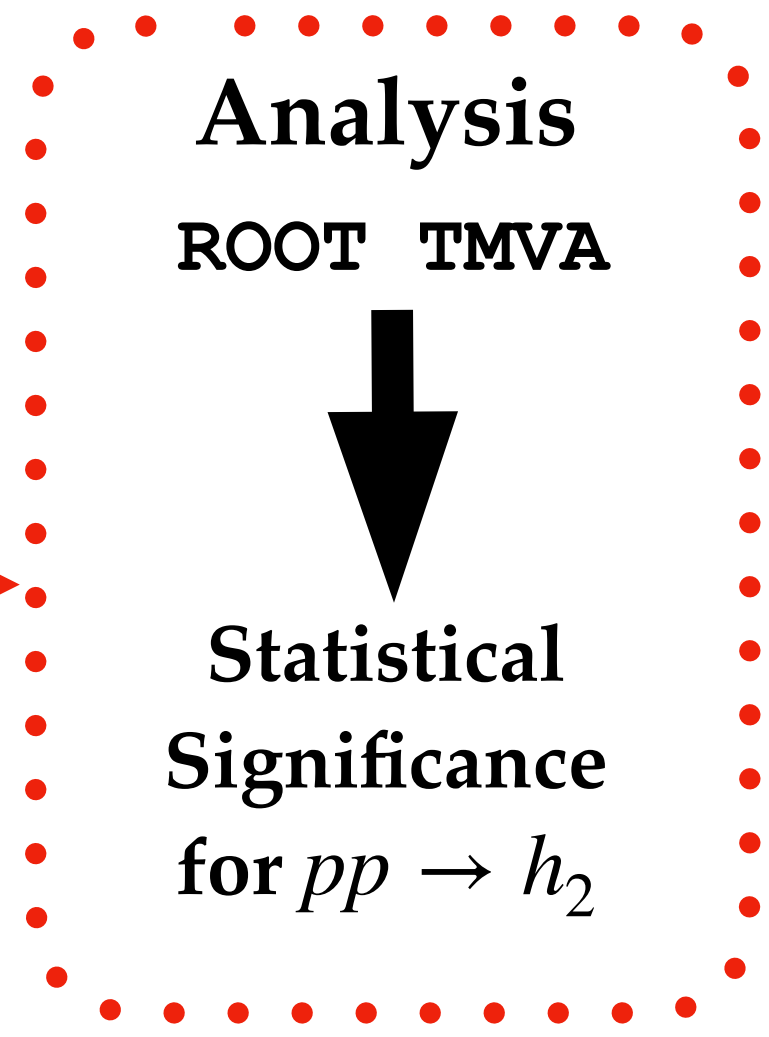 Analysis
ROOT TMVA
Statistical
Significance
for pp → h₂